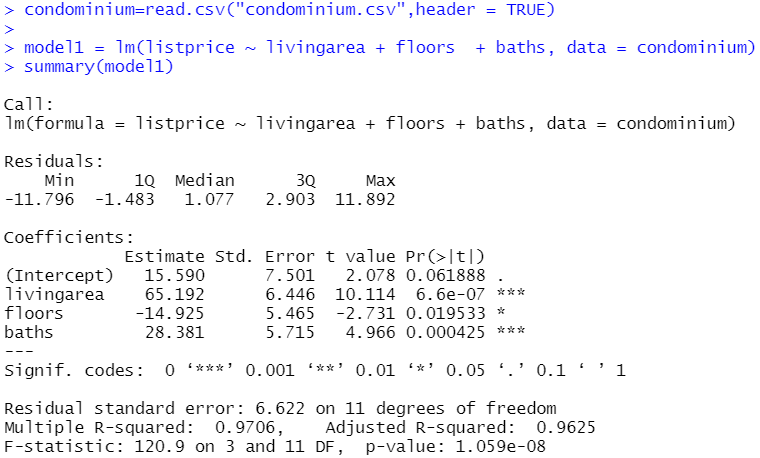 > condominium=read.csv("condominium.csv",header = TRUE)
>
> model1 = lm(listprice ~ livingarea + floors  + baths, data = condominium)
> summary(model1)

Call:
lm(formula = listprice ~ livingarea + floors + baths, data = condominium)

Residuals:
    Min      1Q  Median      3Q     Max
-11.796  -1.483   1.077   2.903  11.892

Coefficients:
            Estimate Std. Error t value Pr(>|t|)
(Intercept)   15.590      7.501   2.078 0.061888 .
livingarea    65.192      6.446  10.114  6.6e-07 ***
floors       -14.925      5.465  -2.731 0.019533 *
baths         28.381      5.715   4.966 0.000425 ***
---
Signif. codes:  0 ‘***’ 0.001 ‘**’ 0.01 ‘*’ 0.05 ‘.’ 0.1 ‘ ’ 1

Residual standard error: 6.622 on 11 degrees of freedom
Multiple R-squared:  0.9706,	Adjusted R-squared:  0.9625
F-statistic: 120.9 on 3 and 11 DF,  p-value: 1.059e-08